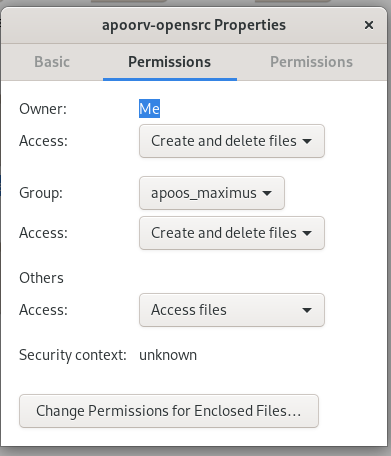 apoorv-opensrc Properties
Basic Permissions Permissions
Owner: Me
Access: Create and delete files
Group: apoos_maximus
Access: Create and delete files
Others
Access: Access files
Security context: unknown
Change Permissions for Enclosed Files…